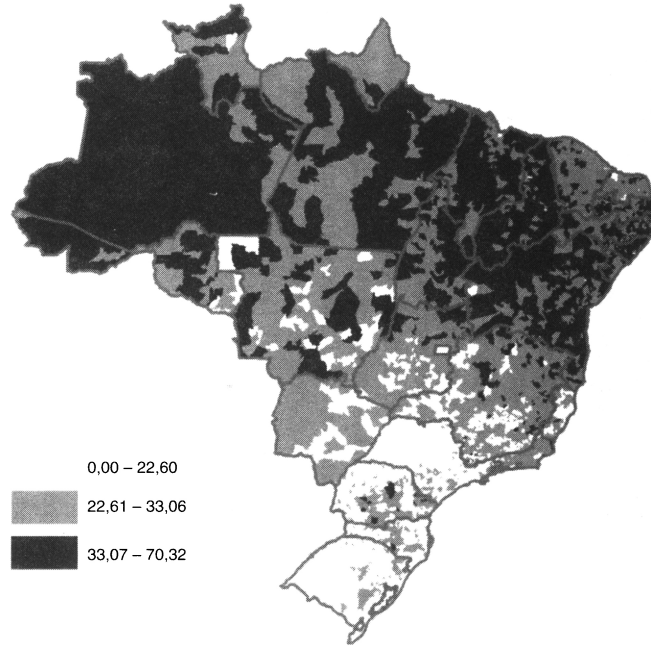 0,00 – 22,60
22,61 – 33,06
33,07 – 70,32